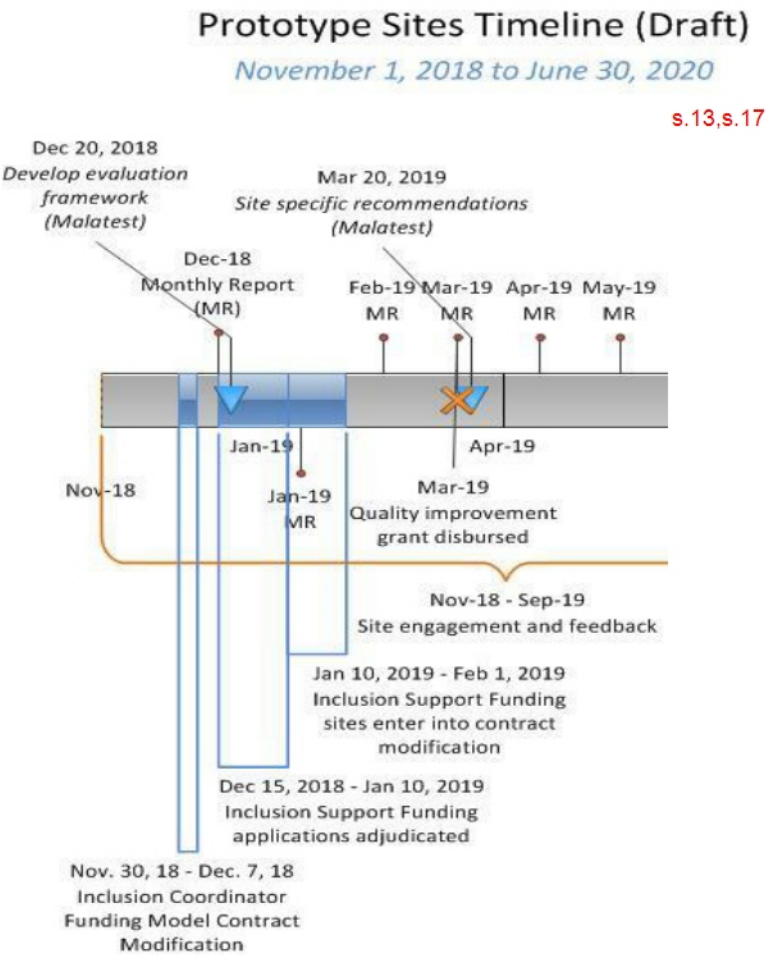 Prototype Sites Timeline (Draft)
November 1, 2018 to June 30, 2020
s.13,s.17
Dec 20, 2018
Develop evaluation
framework
(Malatest)
Mar 20, 2019
Site specific recommendations
(Malatest)
Dec-18
Monthly Report
(MR)
Feb-19
MR
Mar-19
MR
Apr-19
MR
May-19
MR
Jan-19
Apr-19
Nov-18
Jan-19
MR
Mar-19
Quality improvement
grant disbursed
Nov-18 - Sep-19
Site engagement and feedback
Jan 10, 2019 - Feb 1, 2019
Inclusion Support Funding
sites enter into contract
modification
Dec 15, 2018 - Jan 10, 2019
Inclusion Support Funding
applications adjudicated
Nov. 30, 18 - Dec. 7, 18
Inclusion Coordinator
Funding Model Contract
Modification